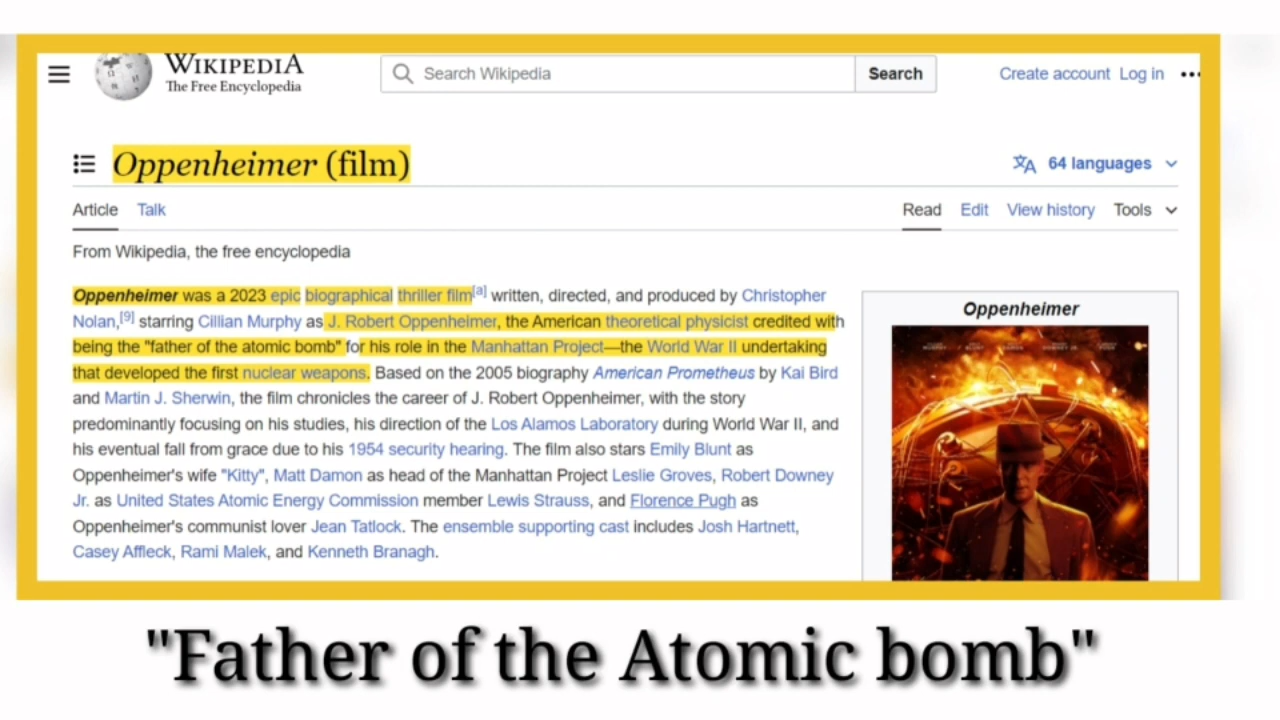 WIKIPEDIA
The Free Encyclopedia
Search Wikipedia
Search
Create account Log in
Oppenheimer (film)
64 languages
Article Talk
Read Edit View history Tools
From Wikipedia, the free encyclopedia
Oppenheimer was a 2023 epic biographical thriller film[a] written, directed, and produced by Christopher
Nolan,[9] starring Cillian Murphy as J. Robert Oppenheimer, the American theoretical physicist credited with
being the "father of the atomic bomb" for his role in the Manhattan Project—the World War II undertaking
that developed the first nuclear weapons. Based on the 2005 biography American Prometheus by Kai Bird
and Martin J. Sherwin, the film chronicles the career of J. Robert Oppenheimer, with the story
predominantly focusing on his studies, his direction of the Los Alamos Laboratory during World War II, and
his eventual fall from grace due to his 1954 security hearing. The film also stars Emily Blunt as
Oppenheimer's wife "Kitty", Matt Damon as head of the Manhattan Project Leslie Groves, Robert Downey
Jr. as United States Atomic Energy Commission member Lewis Strauss, and Florence Pugh as
Oppenheimer's communist lover Jean Tatlock. The ensemble supporting cast includes Josh Hartnett,
Casey Affleck, Rami Malek, and Kenneth Branagh.
Oppenheimer
"Father of the Atomic bomb"